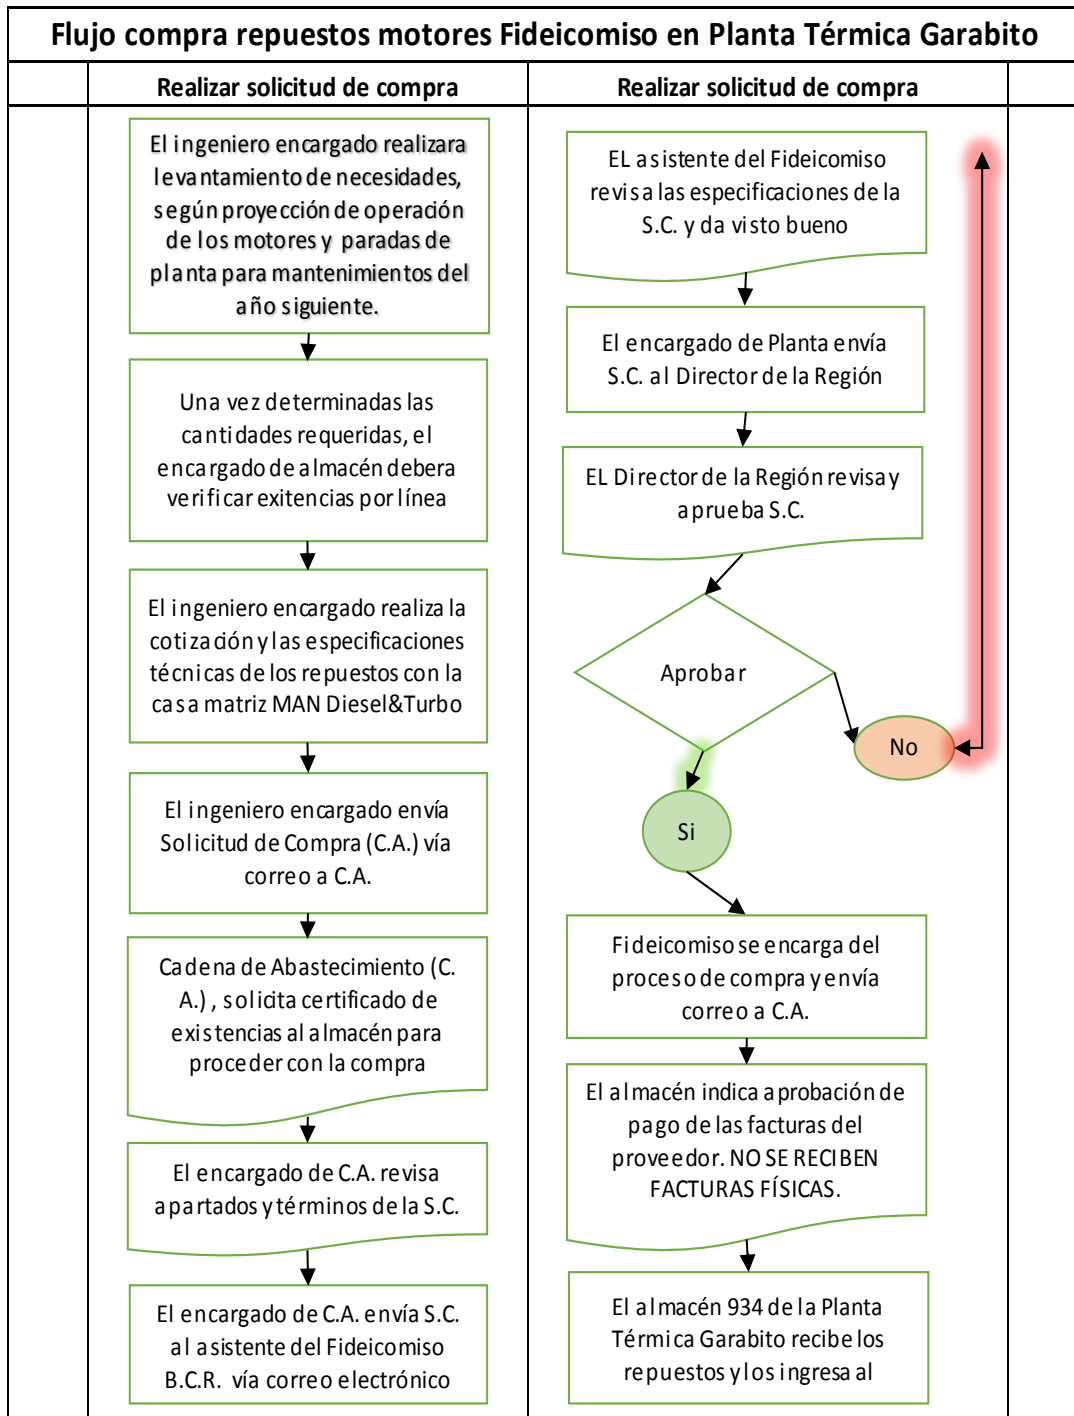 Flujo compra repuestos motores Fideicomiso en Planta Térmica Garabito
Realizar solicitud de compra
El ingeniero encargado realizara
levantamiento de necesidades,
según proyección de operación
de los motores y paradas de
planta para mantenimientos del
año siguiente.
Una vez determinadas las
cantidades requeridas, el
encargado de almacén debera
verificar exitencias por línea
El ingeniero encargado realiza la
cotización y las especificaciones
técnicas de los repuestos con la
casa matriz MAN Diesel&Turbo
El ingeniero encargado envía
Solicitud de Compra (C.A.) vía
correo a C.A.
Cadena de Abastecimiento (C.
A.) , solicita certificado de
existencias al almacén para
proceder con la compra
El encargado de C.A. revisa
apartados y términos de la S.C.
El encargado de C.A. envía S.C.
al asistente del Fideicomiso
B.C.R. vía correo electrónico
Realizar solicitud de compra
EL asistente del Fideicomiso
revisa las especificaciones de la
S.C. y da visto bueno
El encargado de Planta envía
S.C. al Director de la Región
EL Director de la Región revisa y
aprueba S.C.
Aprobar
No
Si
Fideicomiso se encarga del
proceso de compra y envía
correo a C.A.
El almacén indica aprobación de
pago de las facturas del
proveedor. NO SE RECIBEN
FACTURAS FÍSICAS.
El almacén 934 de la Planta
Térmica Garabito recibe los
repuestos y los ingresa al